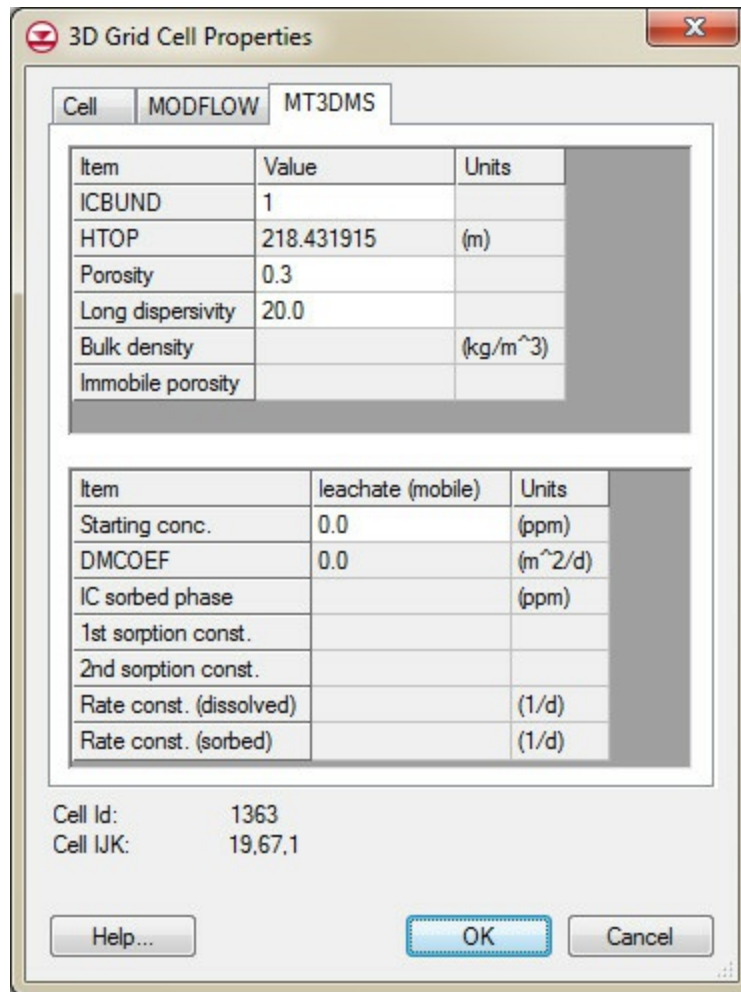 3D Grid Cell Properties
Cell MODFLOW MT3DMS
Item Value Units
ICBUND 1
HTOP 218.431915 (m)
Porosity 0.3
Long dispersivity 20.0
Bulk density (kg/m^3)
Immobile porosity
Item leachate (mobile) Units
Starting conc. 0.0 (ppm)
DMCOEF 0.0 (m^2/d)
IC sorbed phase (ppm)
1st sorption const.
2nd sorption const.
Rate const. (dissolved) (1/d)
Rate const. (sorbed) (1/d)
Cell Id: 1363
Cell IJK: 19,67,1
Help... OK Cancel